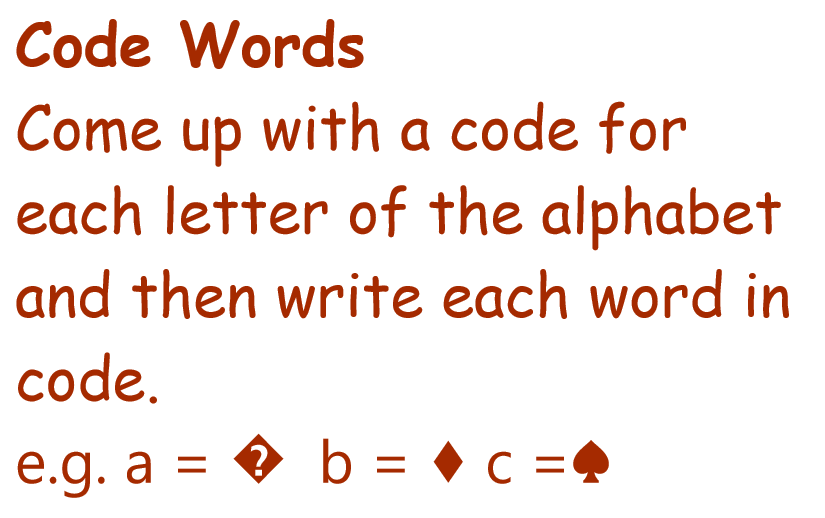 Code Words
Come up with a code for
each letter of the alphabet
and then write each word in
code.
e.g. a = � b = ♦ c =♠